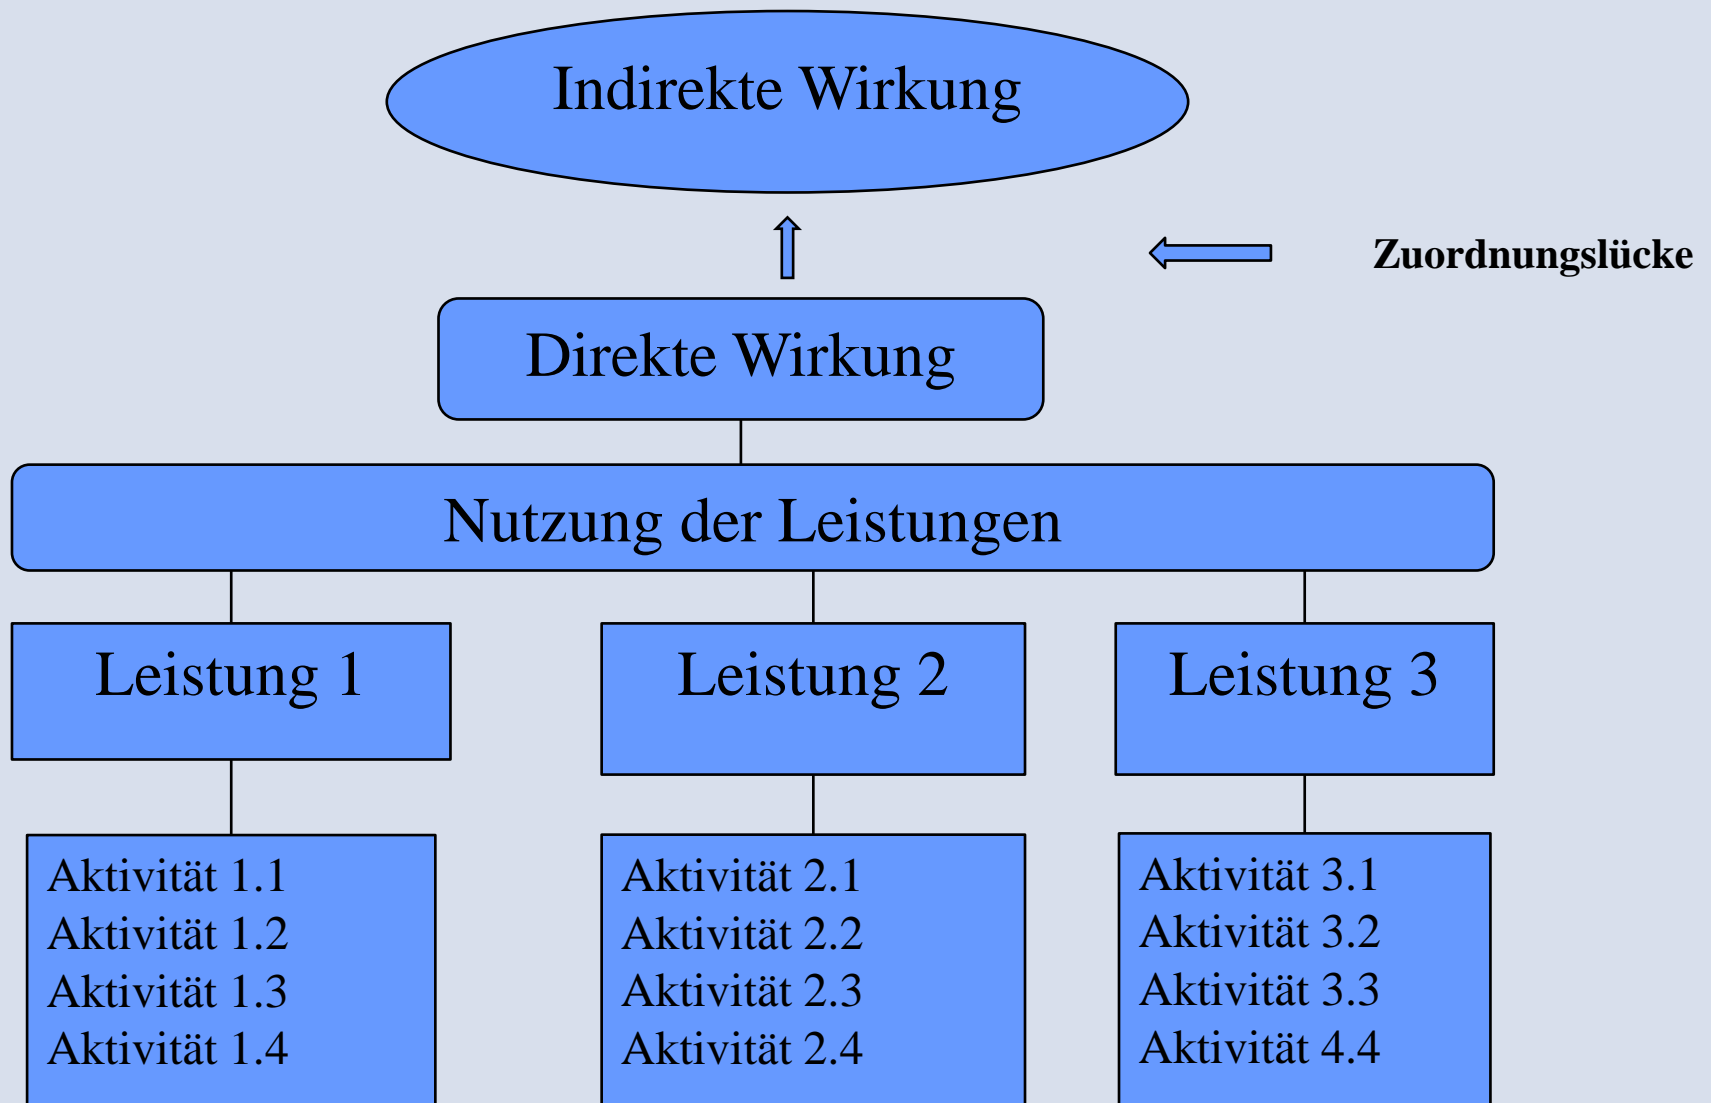 Indirekte Wirkung
Zuordnungslücke
Direkte Wirkung
Nutzung der Leistungen
Leistung 1
Leistung 2
Leistung 3
Aktivität 1.1
Aktivität 1.2
Aktivität 1.3
Aktivität 1.4
Aktivität 2.1
Aktivität 2.2
Aktivität 2.3
Aktivität 2.4
Aktivität 3.1
Aktivität 3.2
Aktivität 3.3
Aktivität 4.4